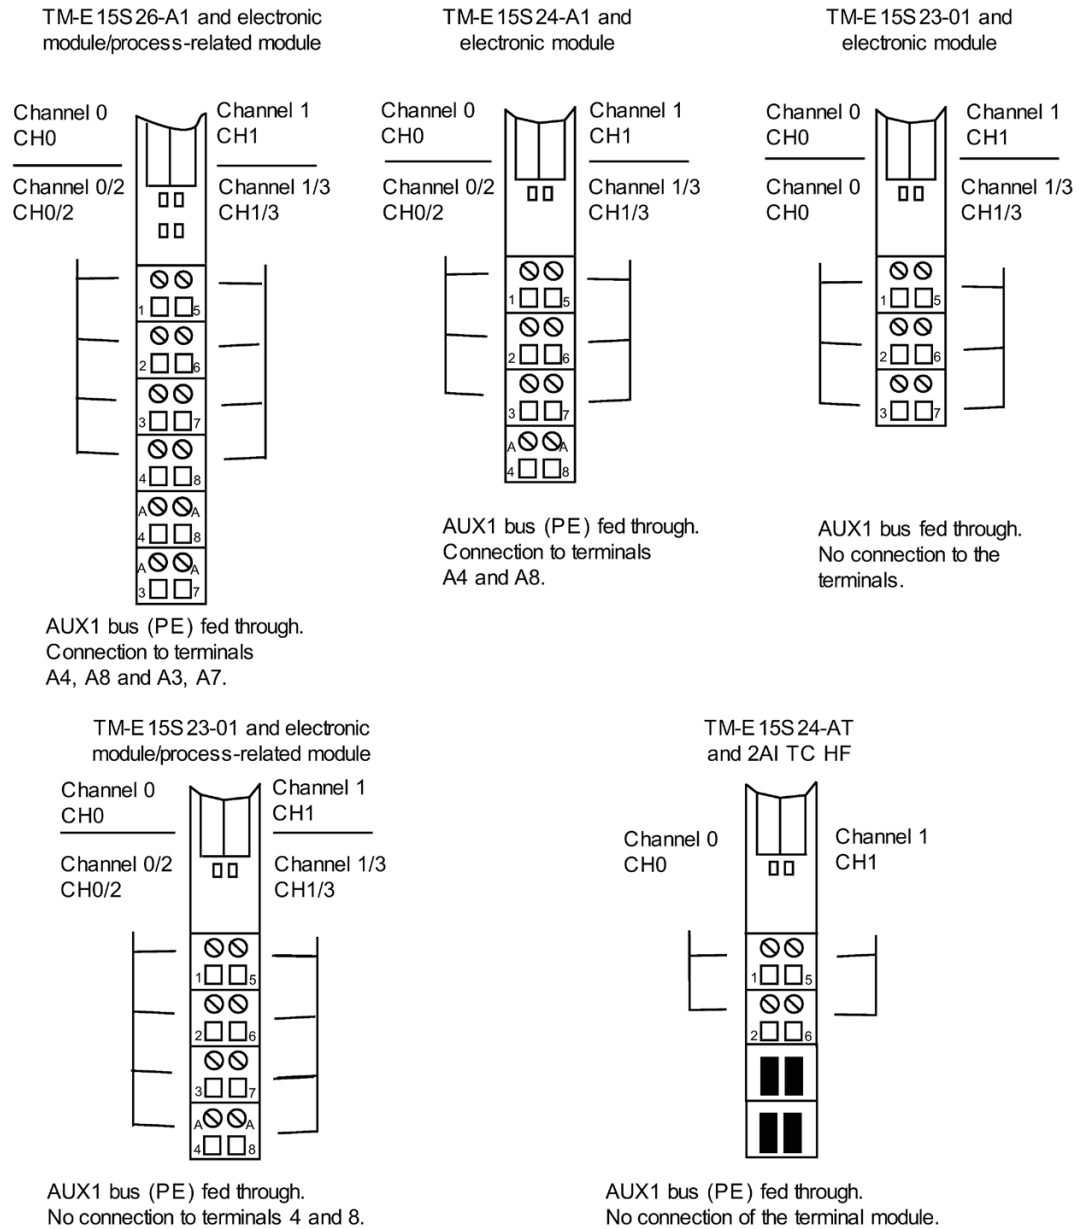 TM-E15S26-A1 and electronic
module/process-related module
Channel 0
CH0
Channel 1
CH1
Channel 0/2
CH0/2
Channel 1/3
CH1/3
1 5
2 6
3 7
4 8
A A
4 8
A A
3 7
AUX1 bus (PE) fed through.
Connection to terminals
A4, A8 and A3, A7.
TM-E15S24-A1 and
electronic module
Channel 0
CH0
Channel 1
CH1
Channel 0/2
CH0/2
Channel 1/3
CH1/3
1 5
2 6
3 7
A A
4 8
AUX1 bus (PE) fed through.
Connection to terminals
A4 and A8.
TM-E15S23-01 and
electronic module
Channel 0
CH0
Channel 1
CH1
Channel 0
CH0
Channel 1/3
CH1/3
1 5
2 6
3 7
AUX1 bus fed through.
No connection to the
terminals.
TM-E15S23-01 and electronic
module/process-related module
Channel 0
CH0
Channel 1
CH1
Channel 0/2
CH0/2
Channel 1/3
CH1/3
1 5
2 6
3 7
A A
4 8
AUX1 bus (PE) fed through.
No connection to terminals 4 and 8.
TM-E15S24-AT
and 2AI TC HF
Channel 0
CH0
Channel 1
CH1
1 5
2 6
AUX1 bus (PE) fed through.
No connection of the terminal module.